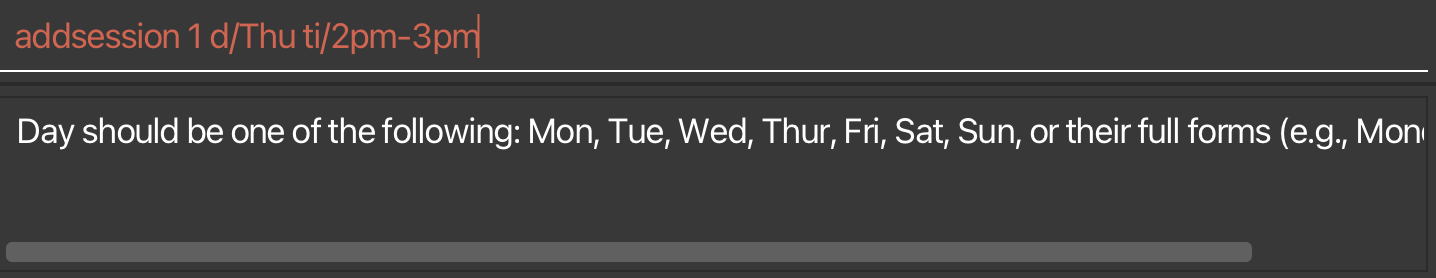 addsession 1 d/Thu ti/2pm-3pm
Day should be one of the following: Mon, Tue, Wed, Thur, Fri, Sat, Sun, or their full forms (e.g., Mon